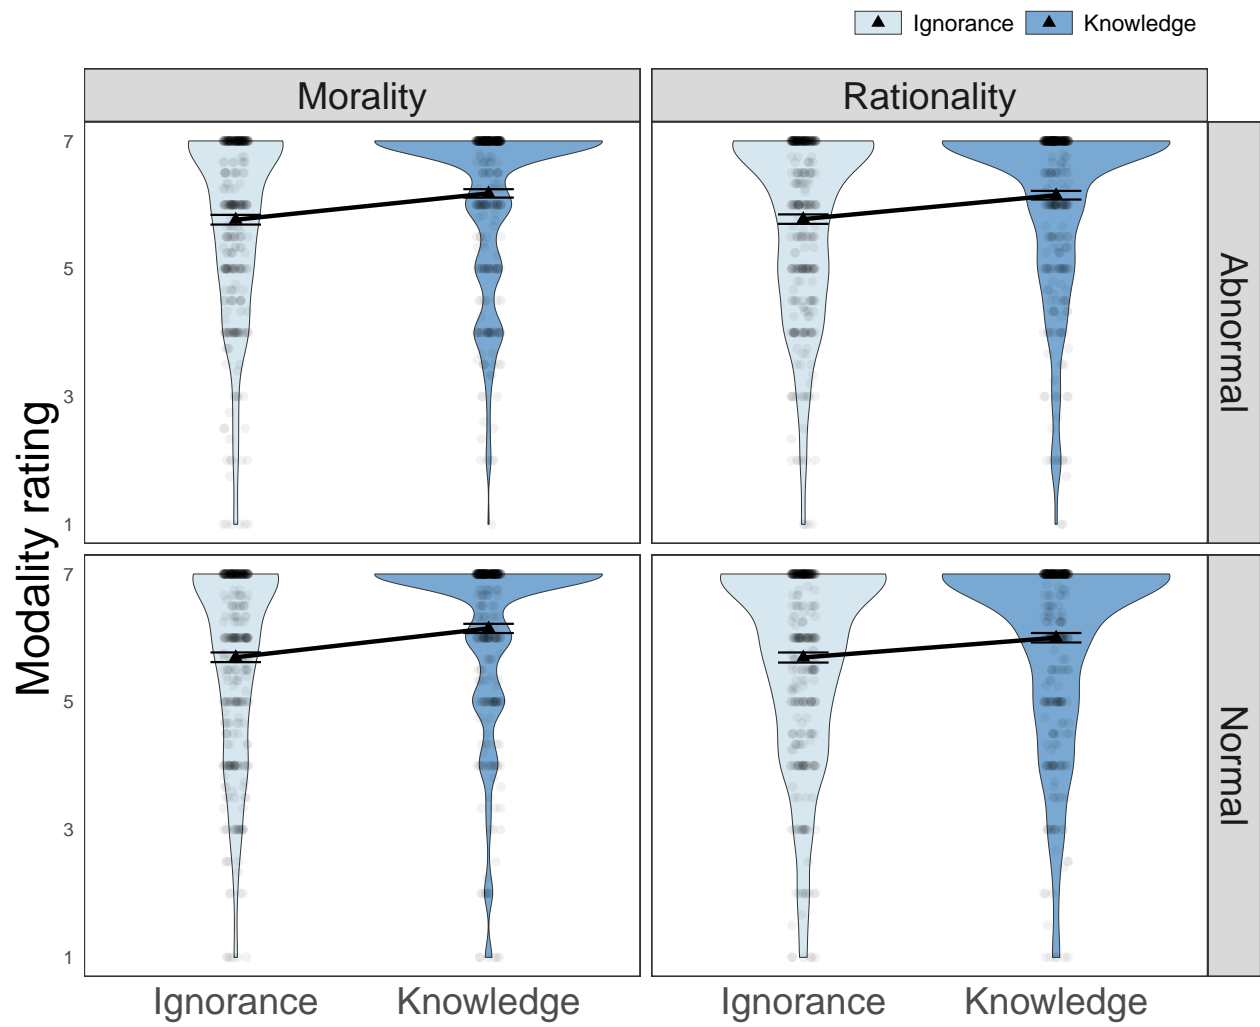 Ignorance Knowledge
Morality
Rationality
Modality rating
7
5
3
1
Abnormal
7
5
3
1
Normal
Ignorance Knowledge
Ignorance Knowledge